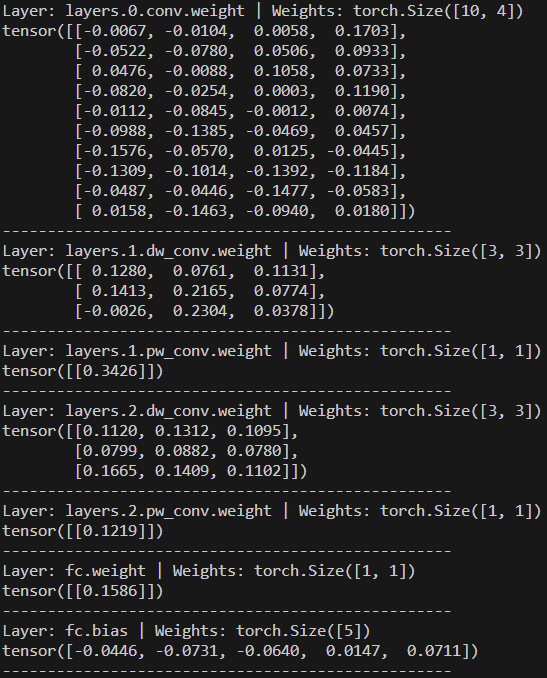 Layer: layers.0.conv.weight | Weights: torch.Size([10, 4])
tensor([[-0.0067, -0.0104,  0.0058,  0.1703],
        [-0.0522, -0.0780,  0.0506,  0.0933],
        [ 0.0476, -0.0088,  0.1058,  0.0733],
        [-0.0820, -0.0254,  0.0003,  0.1190],
        [-0.0112, -0.0845, -0.0012,  0.0074],
        [-0.0988, -0.1385, -0.0469,  0.0457],
        [-0.1576, -0.0570,  0.0125, -0.0445],
        [-0.1309, -0.1014, -0.1392, -0.1184],
        [-0.0487, -0.0446, -0.1477, -0.0583],
        [ 0.0158, -0.1463, -0.0940,  0.0180]])
--------------------------------------------------
Layer: layers.1.dw_conv.weight | Weights: torch.Size([3, 3])
tensor([[ 0.1280,  0.0761,  0.1131],
        [ 0.1413,  0.2165,  0.0774],
        [-0.0026,  0.2304,  0.0378]])
--------------------------------------------------
Layer: layers.1.pw_conv.weight | Weights: torch.Size([1, 1])
tensor([[0.3426]])
--------------------------------------------------
Layer: layers.2.dw_conv.weight | Weights: torch.Size([3, 3])
tensor([[0.1120, 0.1312, 0.1095],
        [0.0799, 0.0882, 0.0780],
        [0.1665, 0.1409, 0.1102]])
--------------------------------------------------
Layer: layers.2.pw_conv.weight | Weights: torch.Size([1, 1])
tensor([[0.1219]])
--------------------------------------------------
Layer: fc.weight | Weights: torch.Size([1, 1])
tensor([[0.1586]])
--------------------------------------------------
Layer: fc.bias | Weights: torch.Size([5])
tensor([-0.0446, -0.0731, -0.0640,  0.0147,  0.0711])
--------------------------------------------------